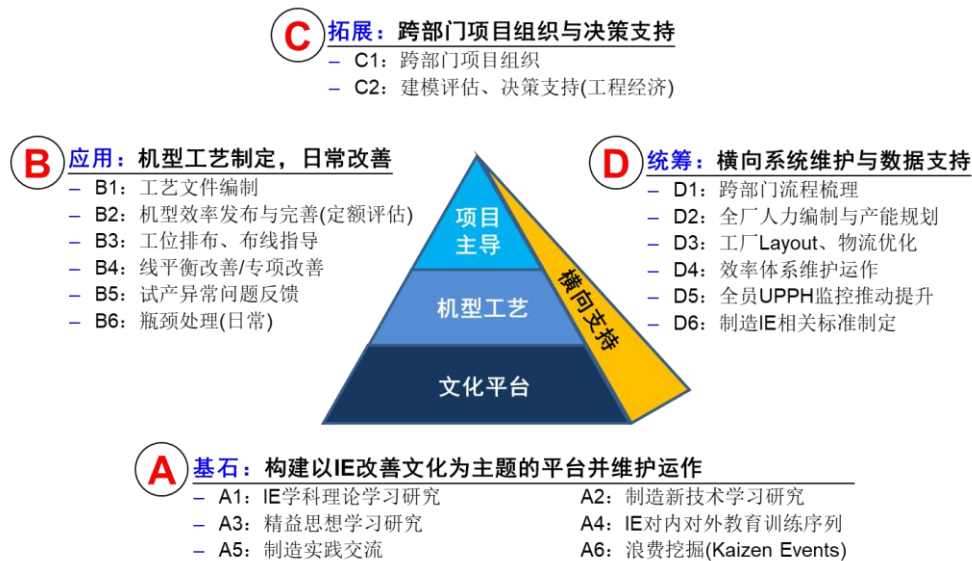 C 拓展：跨部门项目组织与决策支持
– C1：跨部门项目组织
– C2：建模评估、决策支持(工程经济)
B 应用：机型工艺制定，日常改善
– B1：工艺文件编制
– B2：机型效率发布与完善(定额评估)
– B3：工位排布、布线指导
– B4：线平衡改善/专项改善
– B5：试产异常问题反馈
– B6：瓶颈处理(日常)
项目
主导
机型工艺
文化平台
横向支持
D 统筹：横向系统维护与数据支持
– D1：跨部门流程梳理
– D2：全厂人力编制与产能规划
– D3：工厂Layout、物流优化
– D4：效率体系维护运作
– D5：全员UPPH监控推动提升
– D6：制造IE相关标准制定
A 基石：构建以IE改善文化为主题的平台并维护运作
– A1：IE学科理论学习研究 A2：制造新技术学习研究
– A3：精益思想学习研究 A4：IE对内对外教育训练序列
– A5：制造实践交流 A6：浪费挖掘(Kaizen Events)